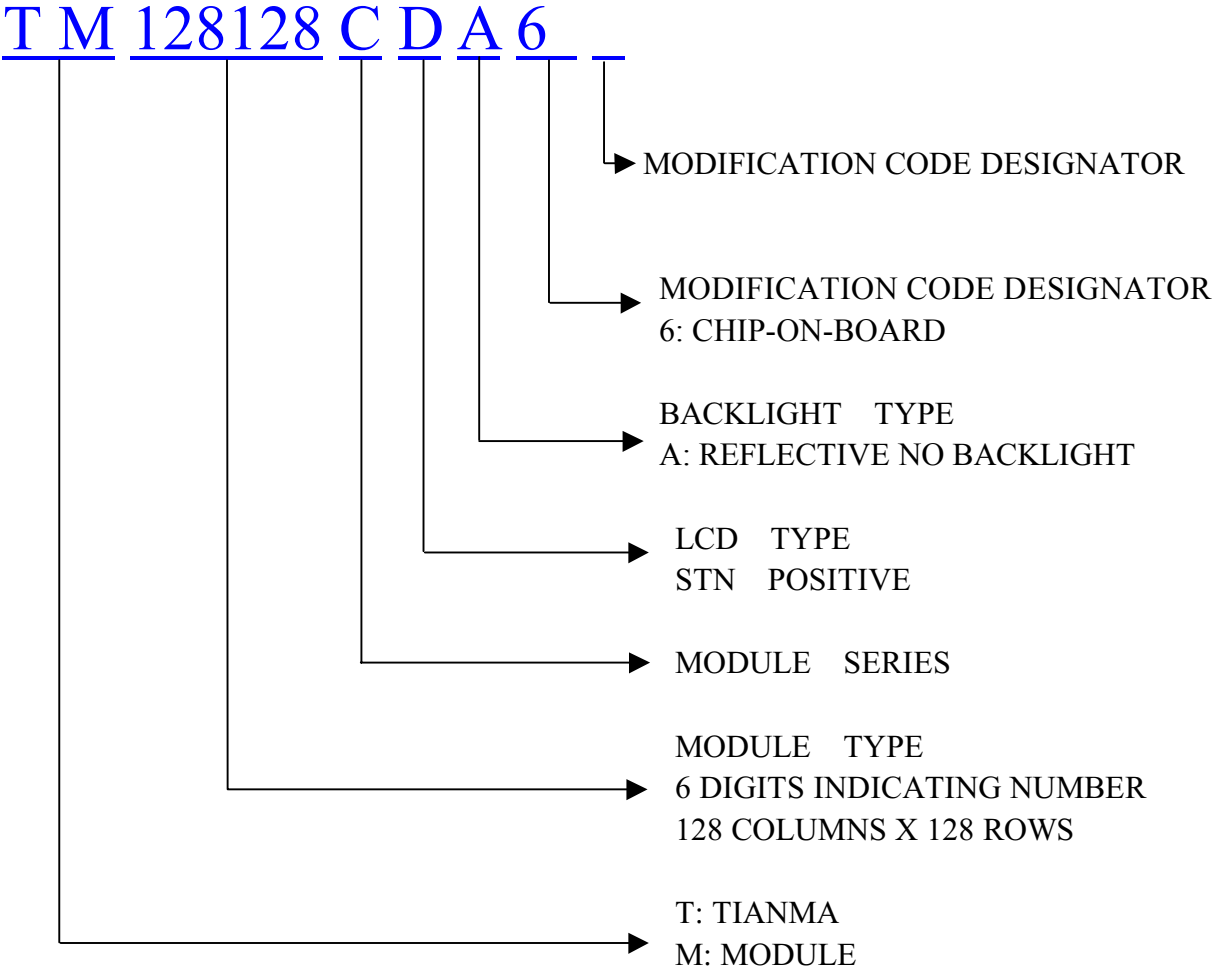 T M 128128 C D A 6
MODIFICATION CODE DESIGNATOR
MODIFICATION CODE DESIGNATOR
6: CHIP-ON-BOARD
BACKLIGHT TYPE
A: REFLECTIVE NO BACKLIGHT
LCD TYPE
STN POSITIVE
MODULE SERIES
MODULE TYPE
6 DIGITS INDICATING NUMBER
128 COLUMNS X 128 ROWS
T: TIANMA
M: MODULE